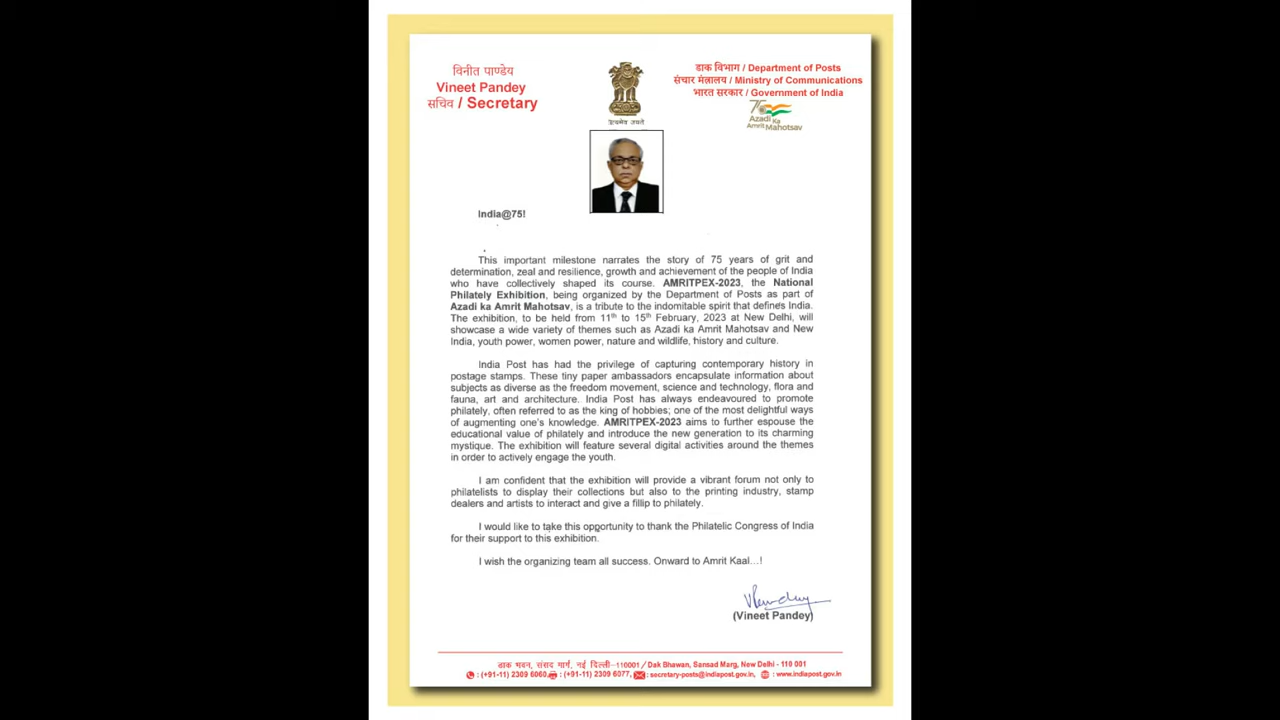 विनीत पाण्डेय
Vineet Pandey
सचिव / Secretary
सत्यमेव जयते
डाक विभाग / Department of Posts
संचार मंत्रालय / Ministry of Communications
भारत सरकार / Government of India
75
Azadi Ka
Amrit Mahotsav
India@75!
This important milestone narrates the story of 75 years of grit and
determination, zeal and resilience, growth and achievement of the people of India
who have collectively shaped its course. AMRITPEX-2023, the National
Philately Exhibition, being organized by the Department of Posts as part of
Azadi ka Amrit Mahotsav, is a tribute to the indomitable spirit that defines India.
The exhibition, to be held from 11th to 15th February, 2023 at New Delhi, will
showcase a wide variety of themes such as Azadi ka Amrit Mahotsav and New
India, youth power, women power, nature and wildlife, history and culture.
India Post has had the privilege of capturing contemporary history in
postage stamps. These tiny paper ambassadors encapsulate information about
subjects as diverse as the freedom movement, science and technology, flora and
fauna, art and architecture. India Post has always endeavoured to promote
philately, often referred to as the king of hobbies; one of the most delightful ways
of augmenting one's knowledge. AMRITPEX-2023 aims to further espouse the
educational value of philately and introduce the new generation to its charming
mystique. The exhibition will feature several digital activities around the themes
in order to actively engage the youth.
I am confident that the exhibition will provide a vibrant forum not only to
philatelists to display their collections but also to the printing industry, stamp
dealers and artists to interact and give a fillip to philately.
I would like to take this opportunity to thank the Philatelic Congress of India
for their support to this exhibition.
I wish the organizing team all success. Onward to Amrit Kaal...!
(Vineet Pandey)
डाक भवन, संसद मार्ग, नई दिल्ली-110001 / Dak Bhawan, Sansad Marg, New Delhi - 110 001
: (+91-11) 2309 6060, : (+91-11) 2309 6077, : secretary-posts@indiapost.gov.in, : www.indiapost.gov.in